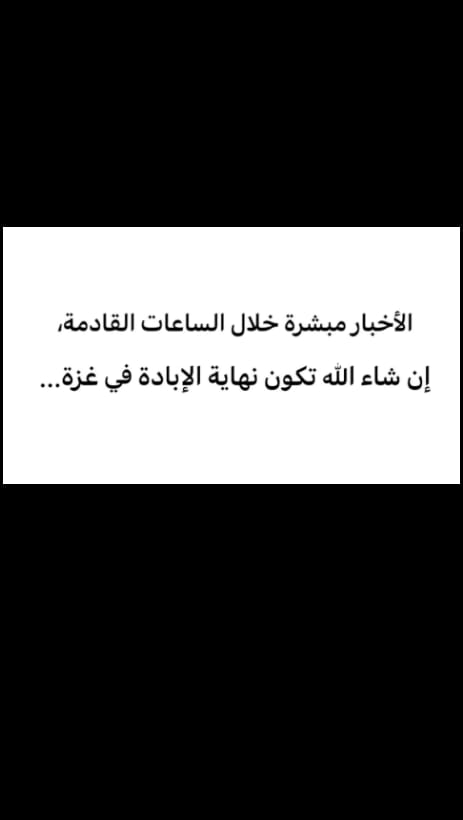 الأخبار مبشرة خلال الساعات القادمة،
إن شاء الله تكون نهاية الإبادة في غزة...